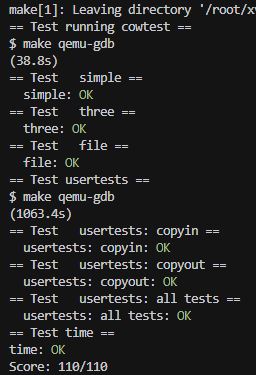 make[1]: Leaving directory '/root/x
== Test running cowtest ==
$ make qemu-gdb
(38.8s)
== Test   simple ==
  simple: OK
== Test   three ==
  three: OK
== Test   file ==
  file: OK
== Test usertests ==
$ make qemu-gdb
(1063.4s)
== Test   usertests: copyin ==
  usertests: copyin: OK
== Test   usertests: copyout ==
  usertests: copyout: OK
== Test   usertests: all tests ==
  usertests: all tests: OK
== Test time ==
time: OK
Score: 110/110